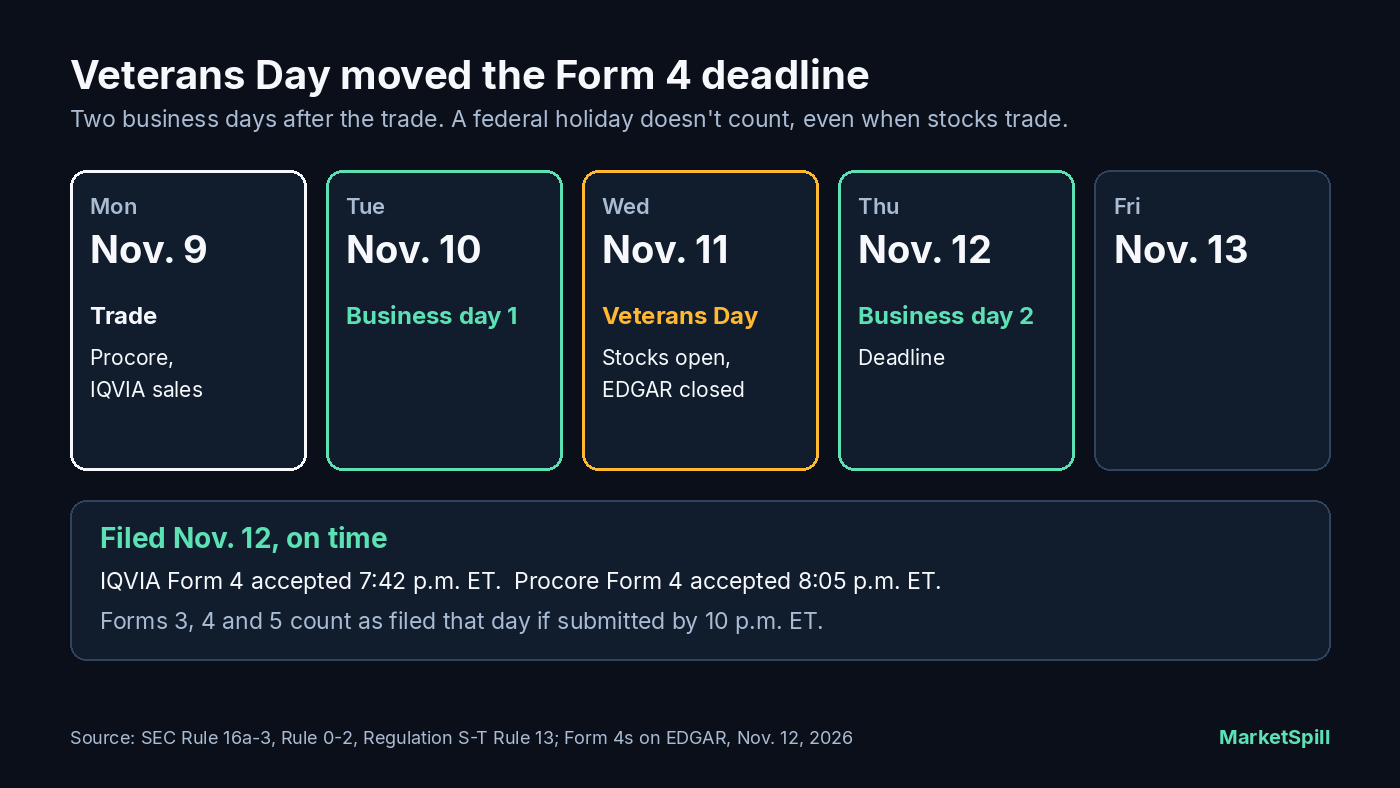 Veterans Day moved the Form 4 deadline
Two business days after the trade. A federal holiday doesn't count, even when stocks trade.
Mon
Nov. 9
Trade
Procore,
IQVIA sales
Tue
Nov. 10
Business day 1
Wed
Nov. 11
Veterans Day
Stocks open,
EDGAR closed
Thu
Nov. 12
Business day 2
Deadline
Fri
Nov. 13
Filed Nov. 12, on time
IQVIA Form 4 accepted 7:42 p.m. ET.  Procore Form 4 accepted 8:05 p.m. ET.
Forms 3, 4 and 5 count as filed that day if submitted by 10 p.m. ET.
Source: SEC Rule 16a-3, Rule 0-2, Regulation S-T Rule 13; Form 4s on EDGAR, Nov. 12, 2026
MarketSpill